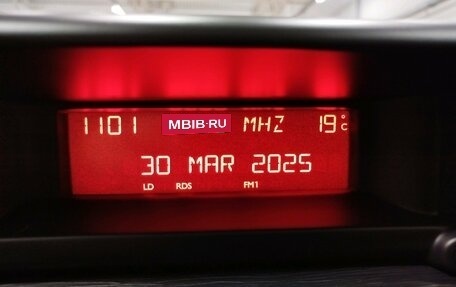 1101 MBIB-RU MHZ 19°C
30 MAR 2025
LD RDS FM1